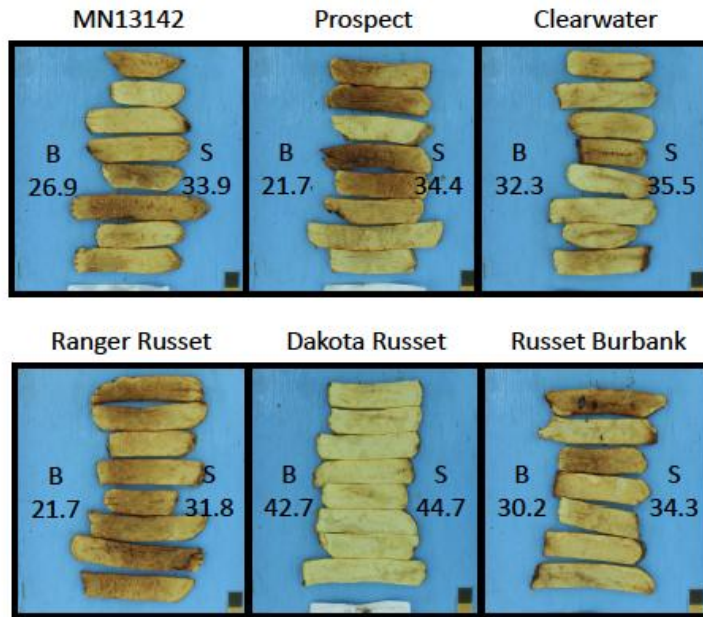 MN13142
Prospect
Clearwater
B
S
26.9
33.9
B
S
21.7
34.4
B
S
32.3
35.5
Ranger Russet
Dakota Russet
Russet Burbank
B
S
21.7
31.8
B
S
42.7
44.7
B
S
30.2
34.3